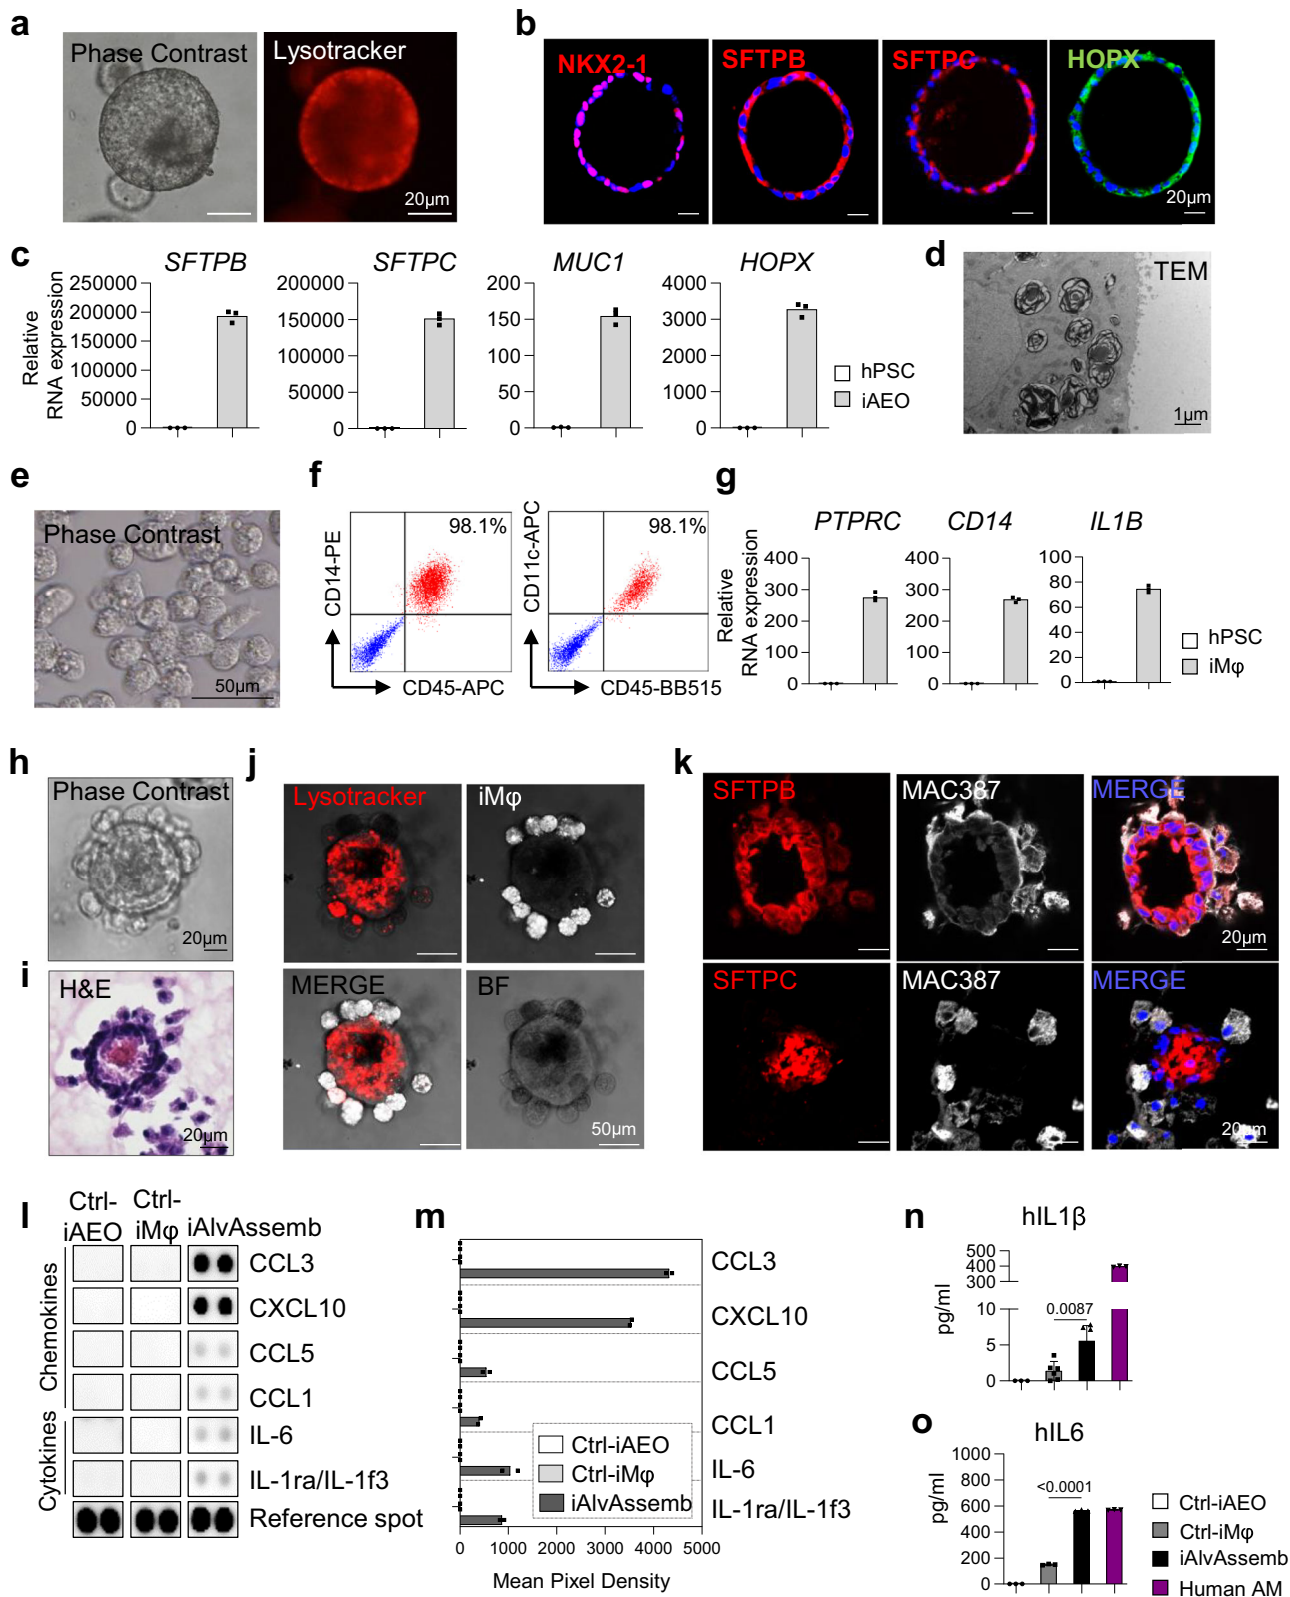 a
Phase Contrast
Lysotracker
20µm
b
NKX2-1
SFTPB
SFTPC
HOPX
20µm
c
SFTPB
SFTPC
MUC1
HOPX
Relative
RNA expression
250000
200000
150000
100000
50000
0
200000
150000
100000
50000
0
200
150
100
50
0
4000
3000
2000
1000
0
hPSC
iAEO
d
TEM
1µm
e
Phase Contrast
50µm
f
98.1%
CD14-PE
CD45-APC
98.1%
CD11c-APC
CD45-BB515
g
PTPRC
CD14
IL1B
Relative
RNA expression
400
300
200
100
0
400
300
200
100
0
100
80
60
40
20
0
hPSC
iMφ
h
Phase Contrast
20µm
i
H&E
20µm
j
Lysotracker
iMφ
MERGE
BF
50µm
k
SFTPB
MAC387
MERGE
20µm
SFTPC
MAC387
MERGE
20µm
l
Ctrl-
iAEO
Ctrl-
iMφ
iAlvAssemb
Chemokines
Cytokines
CCL3
CXCL10
CCL5
CCL1
IL-6
IL-1ra/IL-1f3
Reference spot
m
CCL3
CXCL10
CCL5
CCL1
IL-6
IL-1ra/IL-1f3
Ctrl-iAEO
Ctrl-iMφ
iAlvAssemb
0
1000
2000
3000
4000
5000
Mean Pixel Density
n
hIL1β
pg/ml
500
400
300
10
5
0
0.0087
o
hIL6
pg/ml
1000
800
600
400
200
0
<0.0001
Ctrl-iAEO
Ctrl-iMφ
iAlvAssemb
Human AM